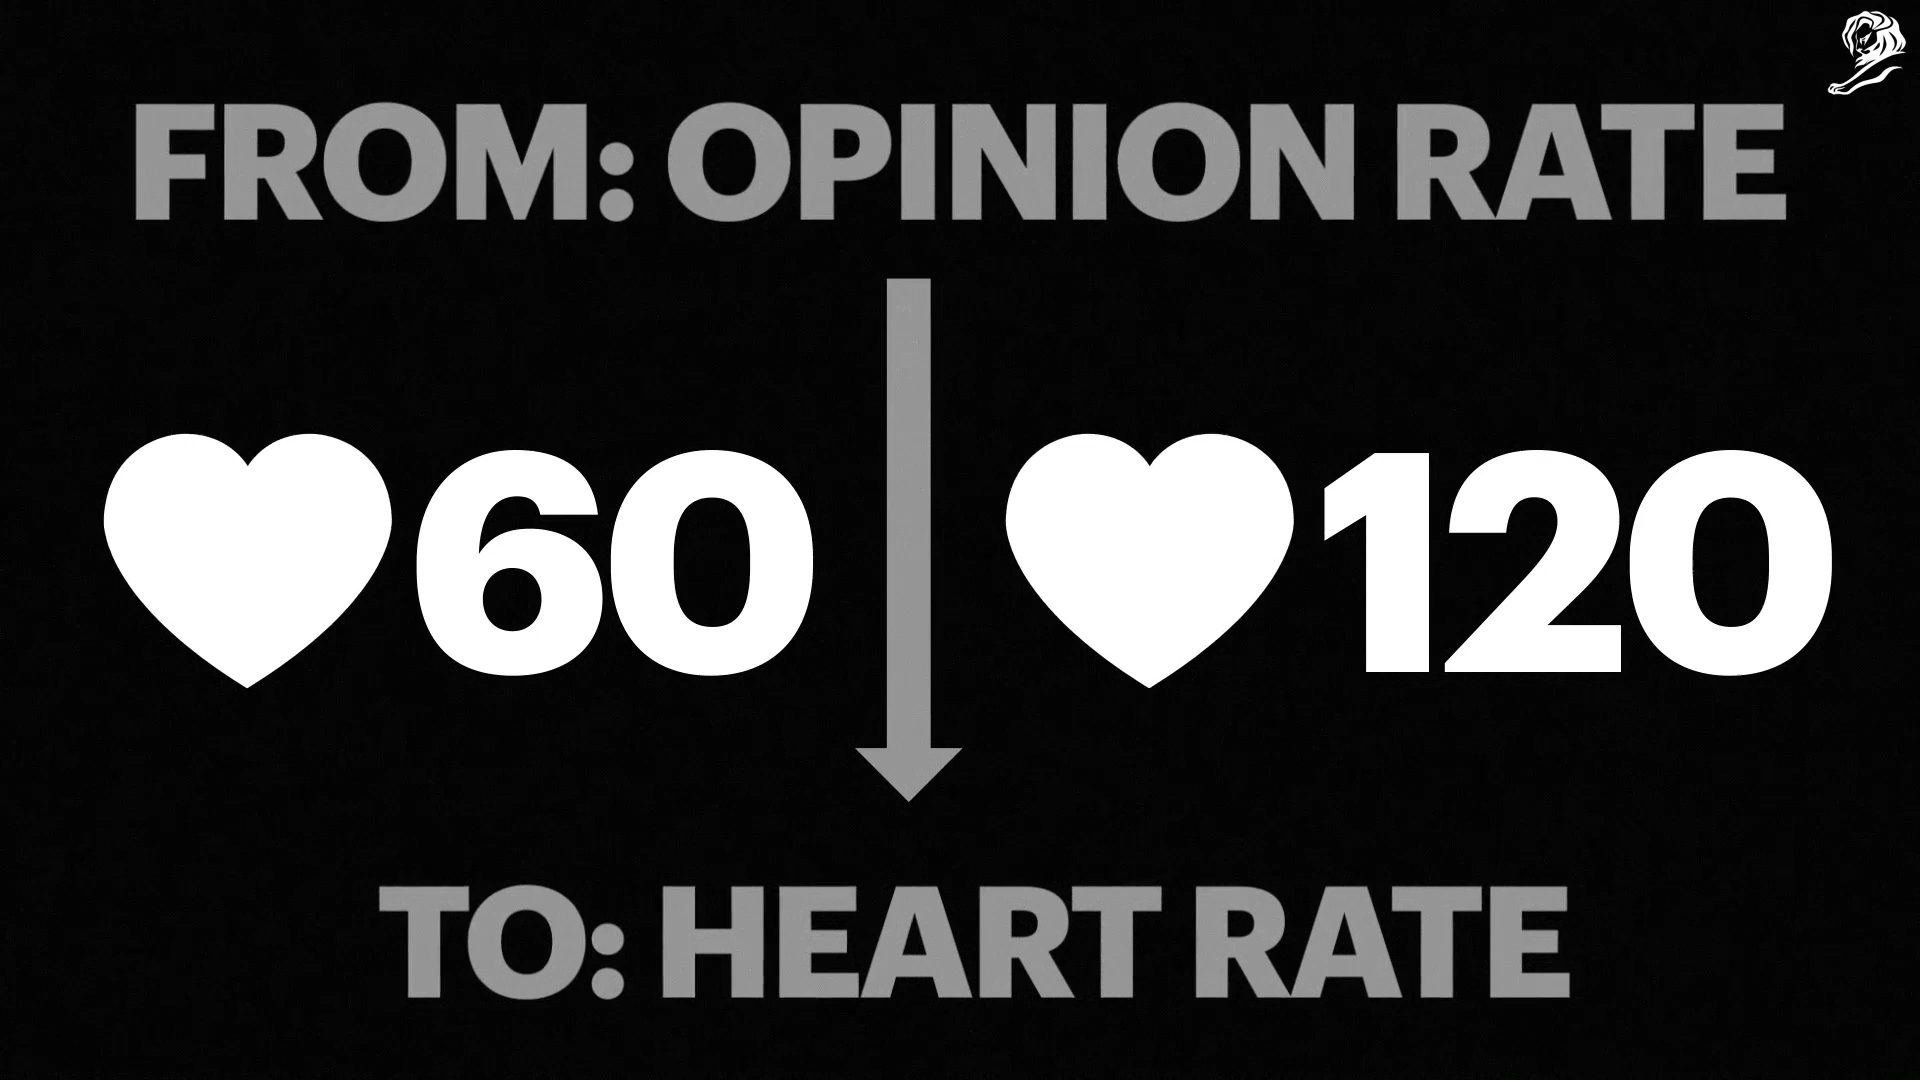 FROM: OPINION RATE
60
120
TO: HEART RATE